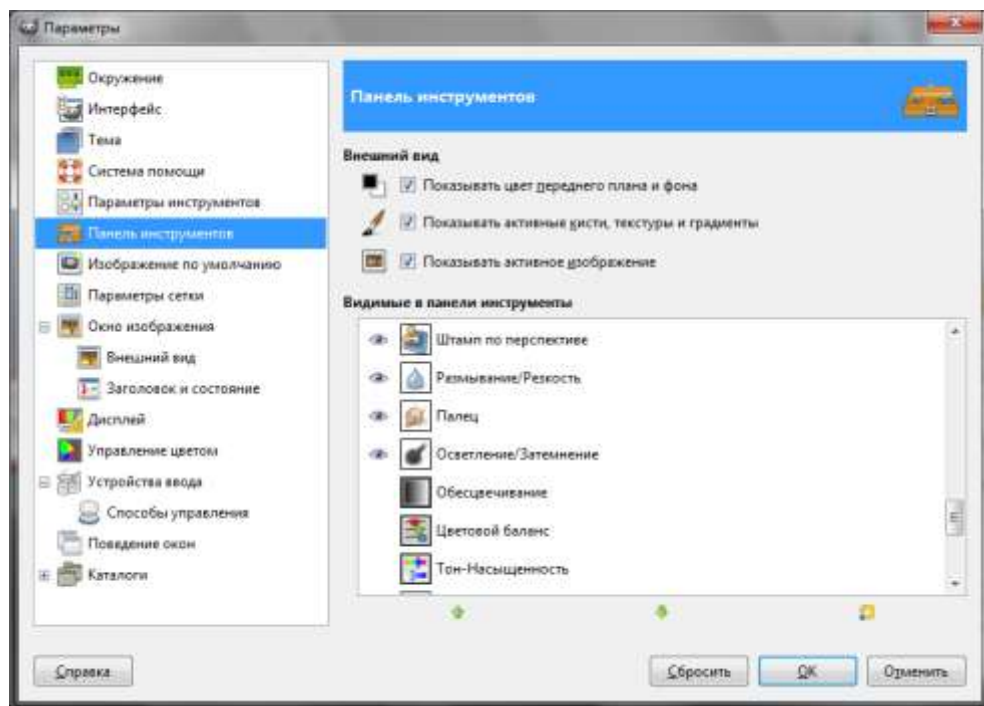 Параметры
Окружение
Интерфейс
Тема
Система помощи
Параметры инструментов
Панель инструментов
Изображение по умолчанию
Параметры сетки
Окно изображения
Внешний вид
Заголовок и состояние
Дисплей
Управление цветом
Устройства ввода
Способы управления
Поведение окон
Каталоги
Панель инструментов
Внешний вид
Показывать цвет переднего плана и фона
Показывать активные кисти, текстуры и градиенты
Показывать активное изображение
Видимые в панели инструменты
Штамп по перспективе
Размывание/Резкость
Палец
Осветление/Затемнение
Обесцвечивание
Цветовой баланс
Тон-Насыщенность
Справка
Сбросить
OK
Отменить